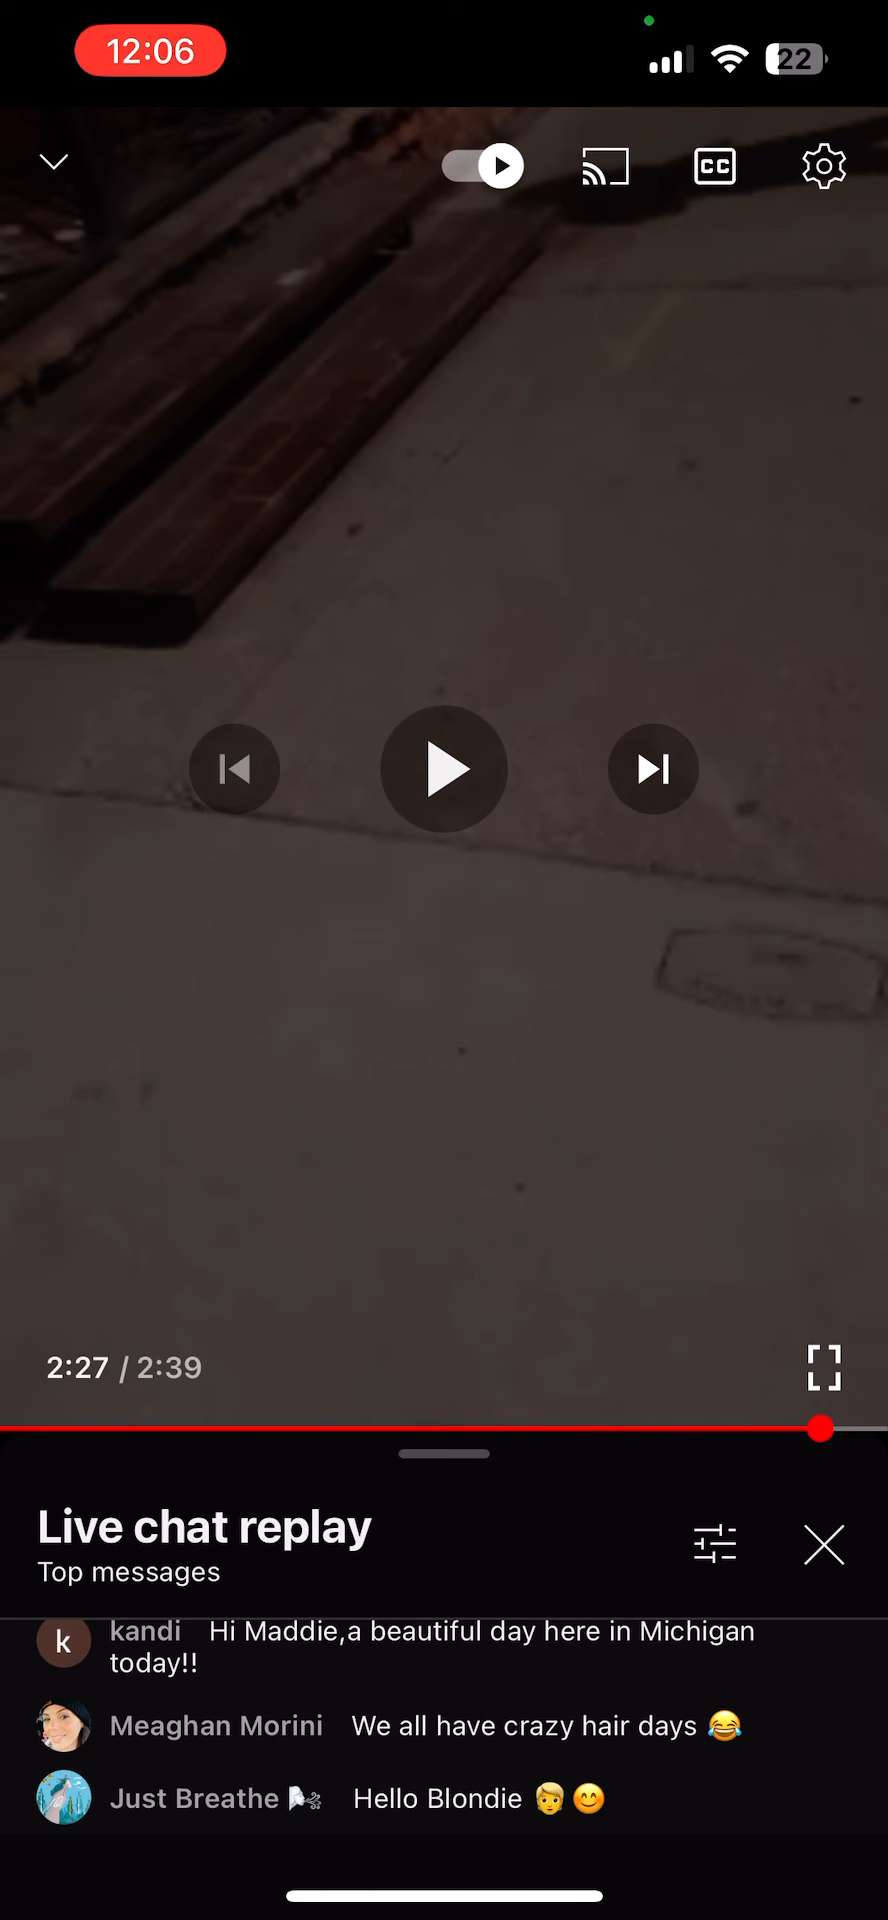 12:06
22
CC
2:27 / 2:39
Live chat replay
Top messages
k
kandi Hi Maddie,a beautiful day here in Michigan
today!!
Meaghan Morini We all have crazy hair days 😂
Just Breathe 🌬️ Hello Blondie 👱😊